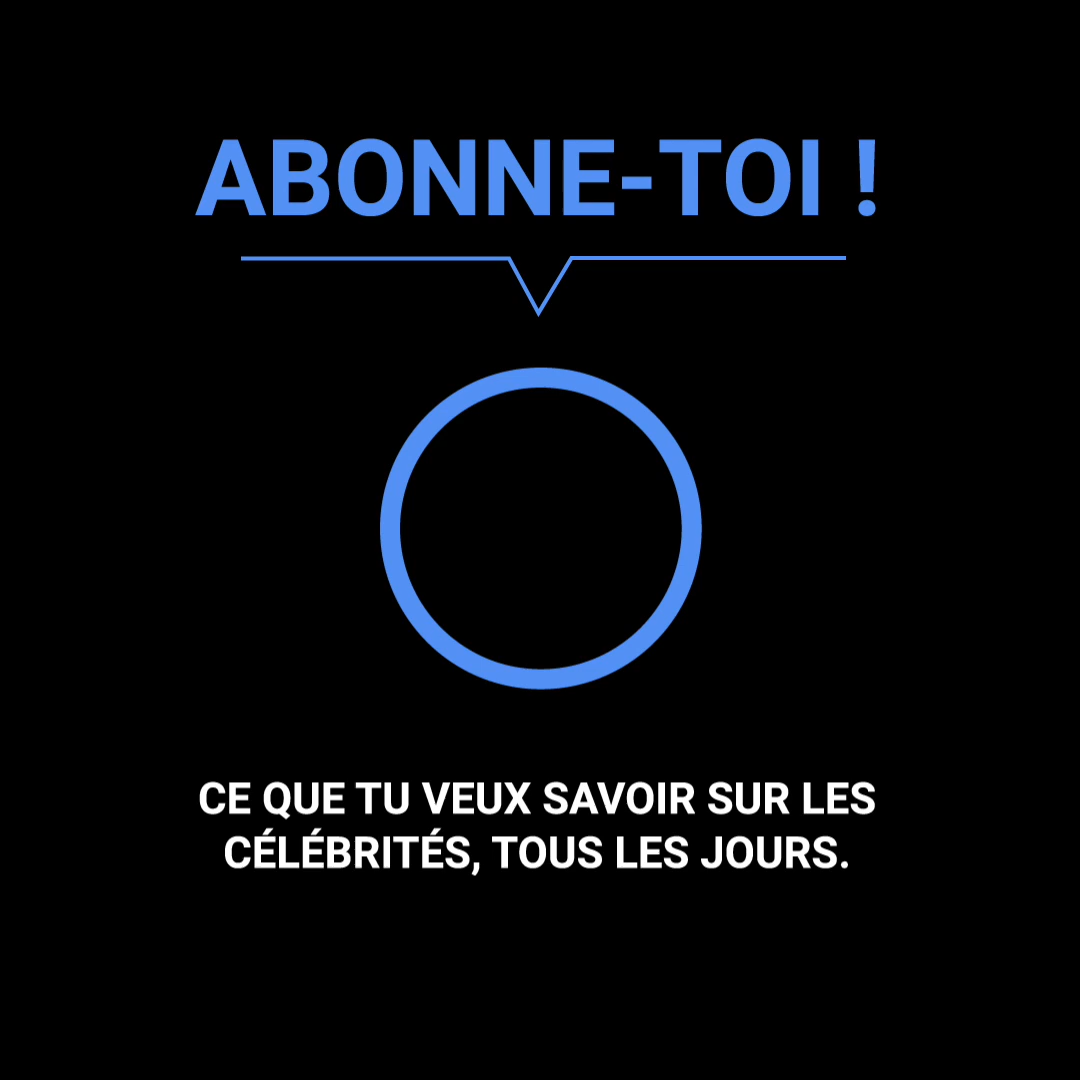 ABONNE-TOI !
CE QUE TU VEUX SAVOIR SUR LES
CÉLÉBRITÉS, TOUS LES JOURS.